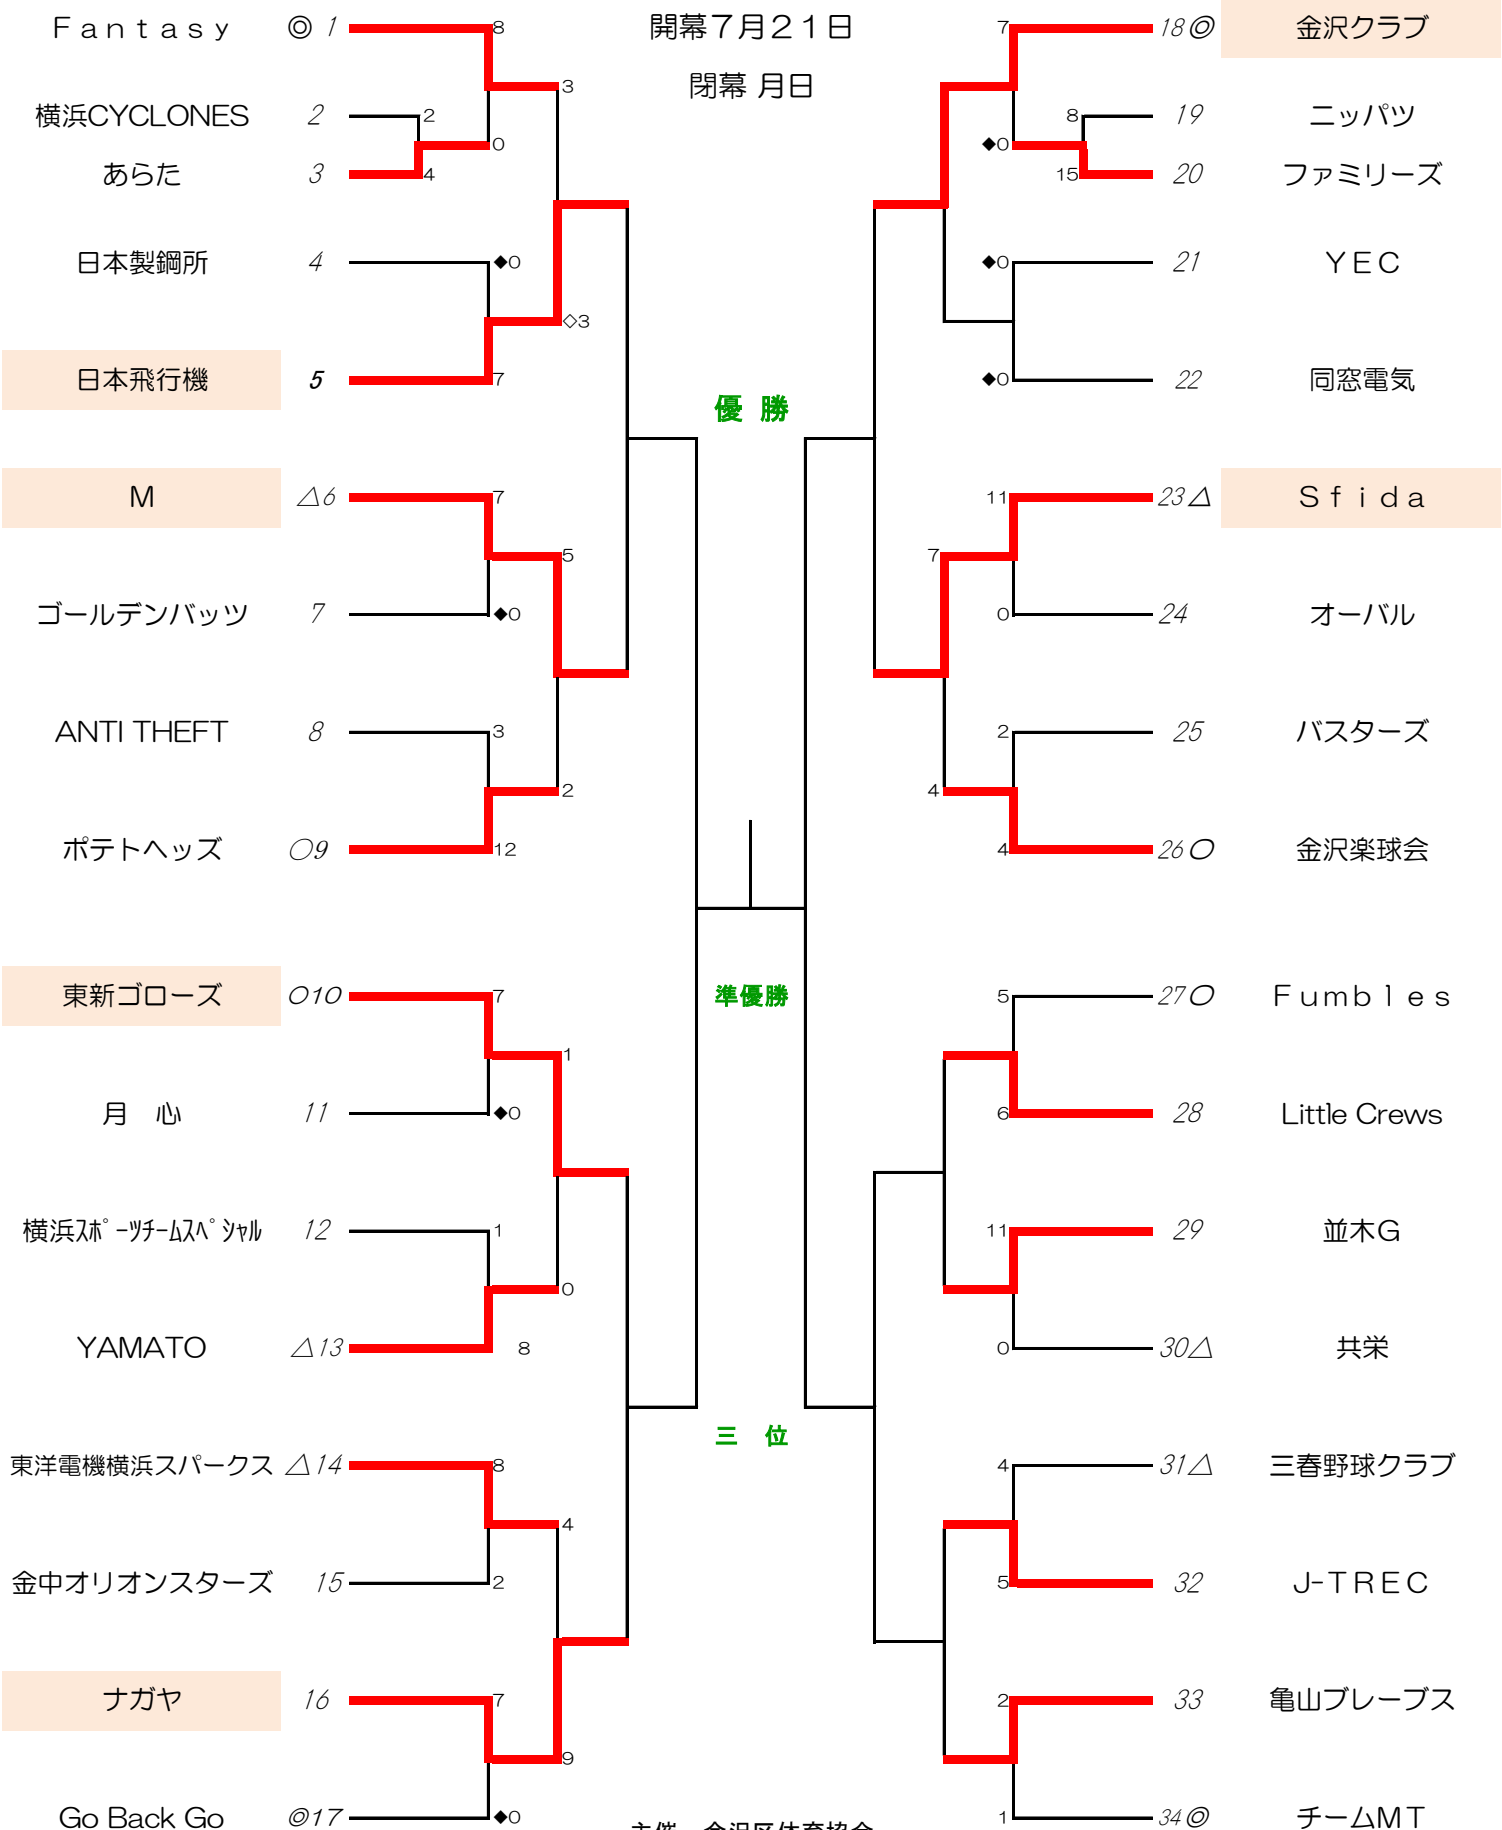 開幕７月２１日
閉幕 月日
Ｆａｎｔａｓｙ ◎ 1 8
3
横浜CYCLONES 2 2
0
あらた 3 4
日本製鋼所 4 ◆0
◇3
日本飛行機 5 7
M △6 7
5
ゴールデンバッツ 7 ◆0
ANTI THEFT 8 3
2
ポテトヘッズ ○9 12
東新ゴローズ ○10 7
1
月　心 11 ◆0
横浜ｽﾎﾟｰﾂﾁｰﾑｽﾍﾟｼｬﾙ 12 1
0
YAMATO △13 8
東洋電機横浜スパークス △14 8
4
金中オリオンスターズ 15 2
ナガヤ 16 7
9
Go Back Go ◎17 ◆0
優 勝
準優勝
三 位
主催　金沢区体育協会
7 18◎ 金沢クラブ
8 19 ニッパツ
◆0
15 20 ファミリーズ
◆0 21 ＹＥＣ
◆0 22 同窓電気
11 23△ Ｓｆｉｄａ
7
0 24 オーバル
2 25 バスターズ
4
4 26○ 金沢楽球会
5 27○ Ｆｕｍｂｌｅｓ
6 28 Little Crews
11 29 並木G
0 30△ 共栄
4 31△ 三春野球クラブ
5 32 J-ＴＲＥＣ
2 33 亀山ブレーブス
1 34◎ チームMT